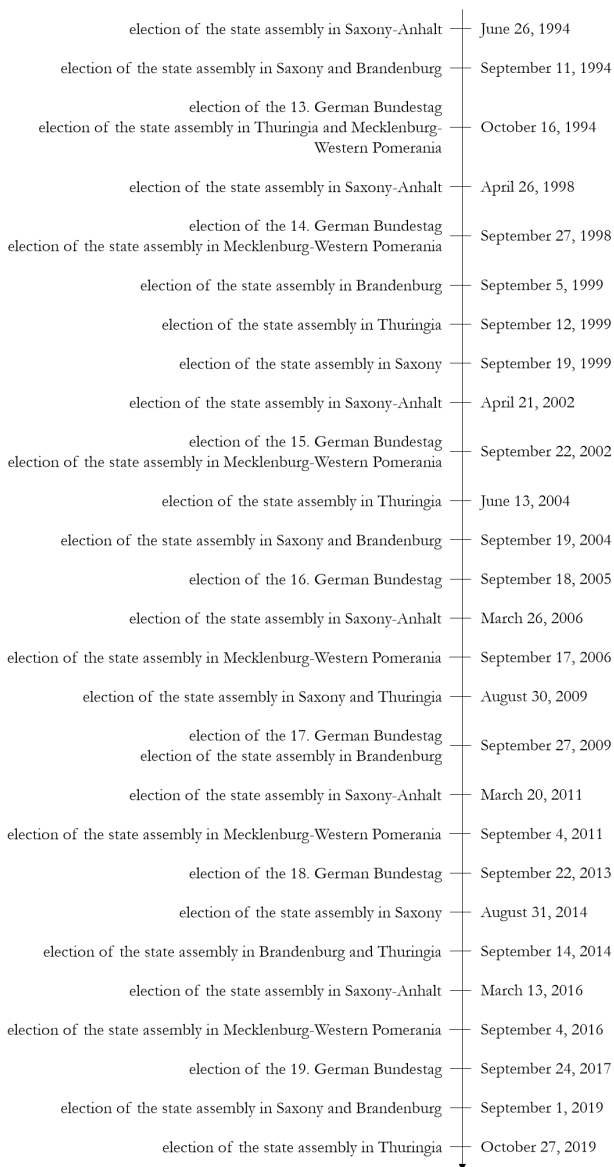 election of the state assembly in Saxony-Anhalt June 26, 1994
election of the state assembly in Saxony and Brandenburg September 11, 1994
election of the 13. German Bundestag
election of the state assembly in Thuringia and Mecklenburg- October 16, 1994
Western Pomerania
election of the state assembly in Saxony-Anhalt April 26, 1998
election of the 14. German Bundestag
election of the state assembly in Mecklenburg-Western Pomerania September 27, 1998
election of the state assembly in Brandenburg September 5, 1999
election of the state assembly in Thuringia September 12, 1999
election of the state assembly in Saxony September 19, 1999
election of the state assembly in Saxony-Anhalt April 21, 2002
election of the 15. German Bundestag
election of the state assembly in Mecklenburg-Western Pomerania September 22, 2002
election of the state assembly in Thuringia June 13, 2004
election of the state assembly in Saxony and Brandenburg September 19, 2004
election of the 16. German Bundestag September 18, 2005
election of the state assembly in Saxony-Anhalt March 26, 2006
election of the state assembly in Mecklenburg-Western Pomerania September 17, 2006
election of the state assembly in Saxony and Thuringia August 30, 2009
election of the 17. German Bundestag
election of the state assembly in Brandenburg September 27, 2009
election of the state assembly in Saxony-Anhalt March 20, 2011
election of the state assembly in Mecklenburg-Western Pomerania September 4, 2011
election of the 18. German Bundestag September 22, 2013
election of the state assembly in Saxony August 31, 2014
election of the state assembly in Brandenburg and Thuringia September 14, 2014
election of the state assembly in Saxony-Anhalt March 13, 2016
election of the state assembly in Mecklenburg-Western Pomerania September 4, 2016
election of the 19. German Bundestag September 24, 2017
election of the state assembly in Saxony and Brandenburg September 1, 2019
election of the state assembly in Thuringia October 27, 2019